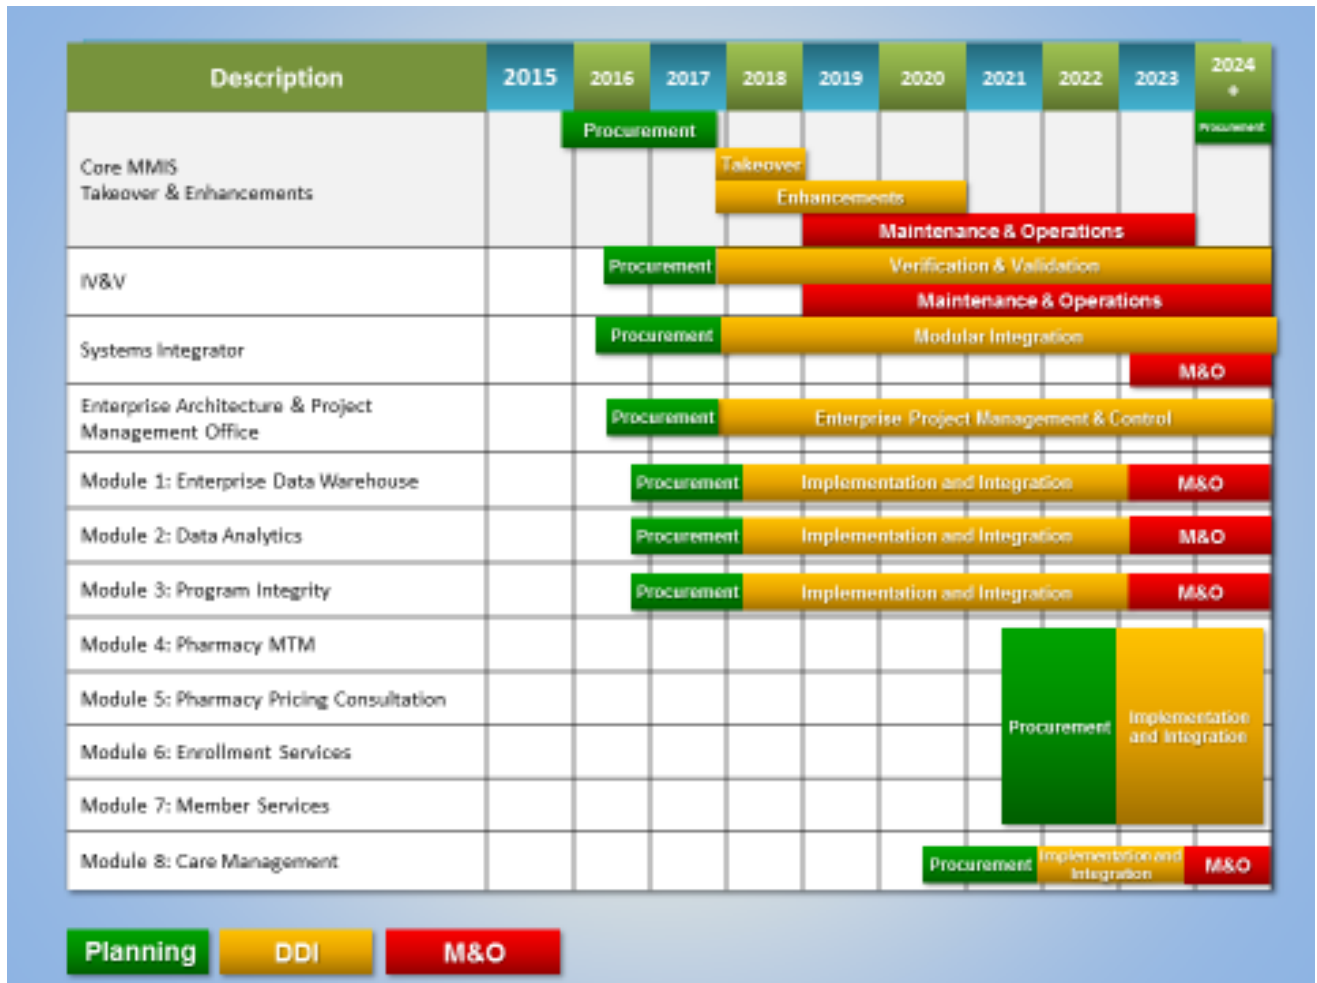 Description 2015 2016 2017 2018 2019 2020 2021 2022 2023 2024
+
Procurement Procurement
Core MMIS
Takeover & Enhancements
Takeover
Enhancements
Maintenance & Operations
IV&V
Procurement Verification & Validation
Maintenance & Operations
Systems Integrator
Procurement Modular Integration
M&O
Enterprise Architecture & Project
Management Office
Procurement Enterprise Project Management & Control
Module 1: Enterprise Data Warehouse Procurement Implementation and Integration M&O
Module 2: Data Analytics Procurement Implementation and Integration M&O
Module 3: Program Integrity Procurement Implementation and Integration M&O
Module 4: Pharmacy MTM
Module 5: Pharmacy Pricing Consultation
Module 6: Enrollment Services
Module 7: Member Services
Procurement
Implementation
and Integration
Module 8: Care Management Procurement
Implementation and
Integration
M&O
Planning DDI M&O